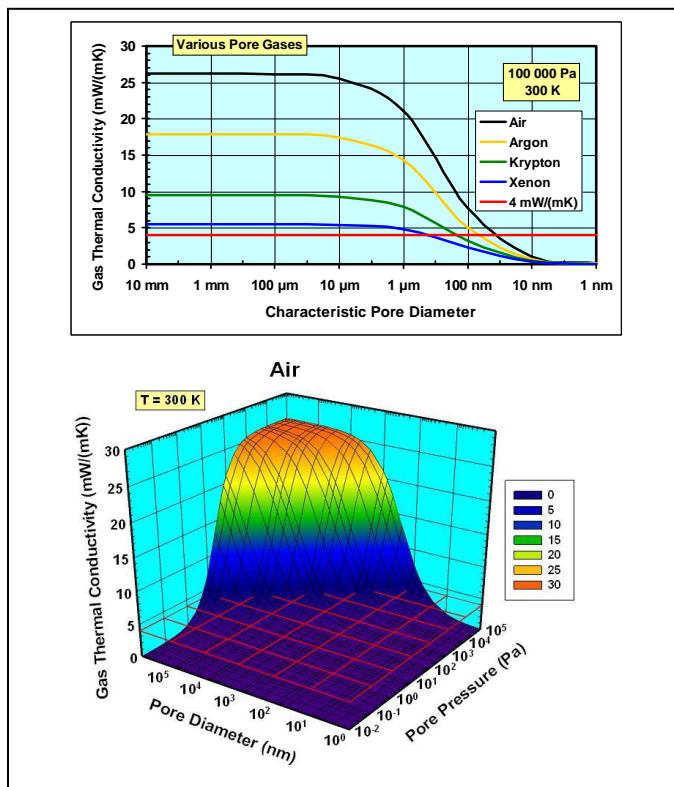 Various Pore Gases
100 000 Pa
300 K
Air
Argon
Krypton
Xenon
4 mW/(mK)
Gas Thermal Conductivity (mW/(mK))
30
25
20
15
10
5
0
10 mm 1 mm 100 µm 10 µm 1 µm 100 nm 10 nm 1 nm
Characteristic Pore Diameter
Air
T = 300 K
Gas Thermal Conductivity (mW/(mK))
30
25
20
15
10
5
0
10⁵ 10⁴ 10³ 10² 10¹ 10⁰
Pore Diameter (nm)
10⁻² 10⁻¹ 10⁰ 10¹ 10² 10³ 10⁴ 10⁵
Pore Pressure (Pa)
0
5
10
15
20
25
30